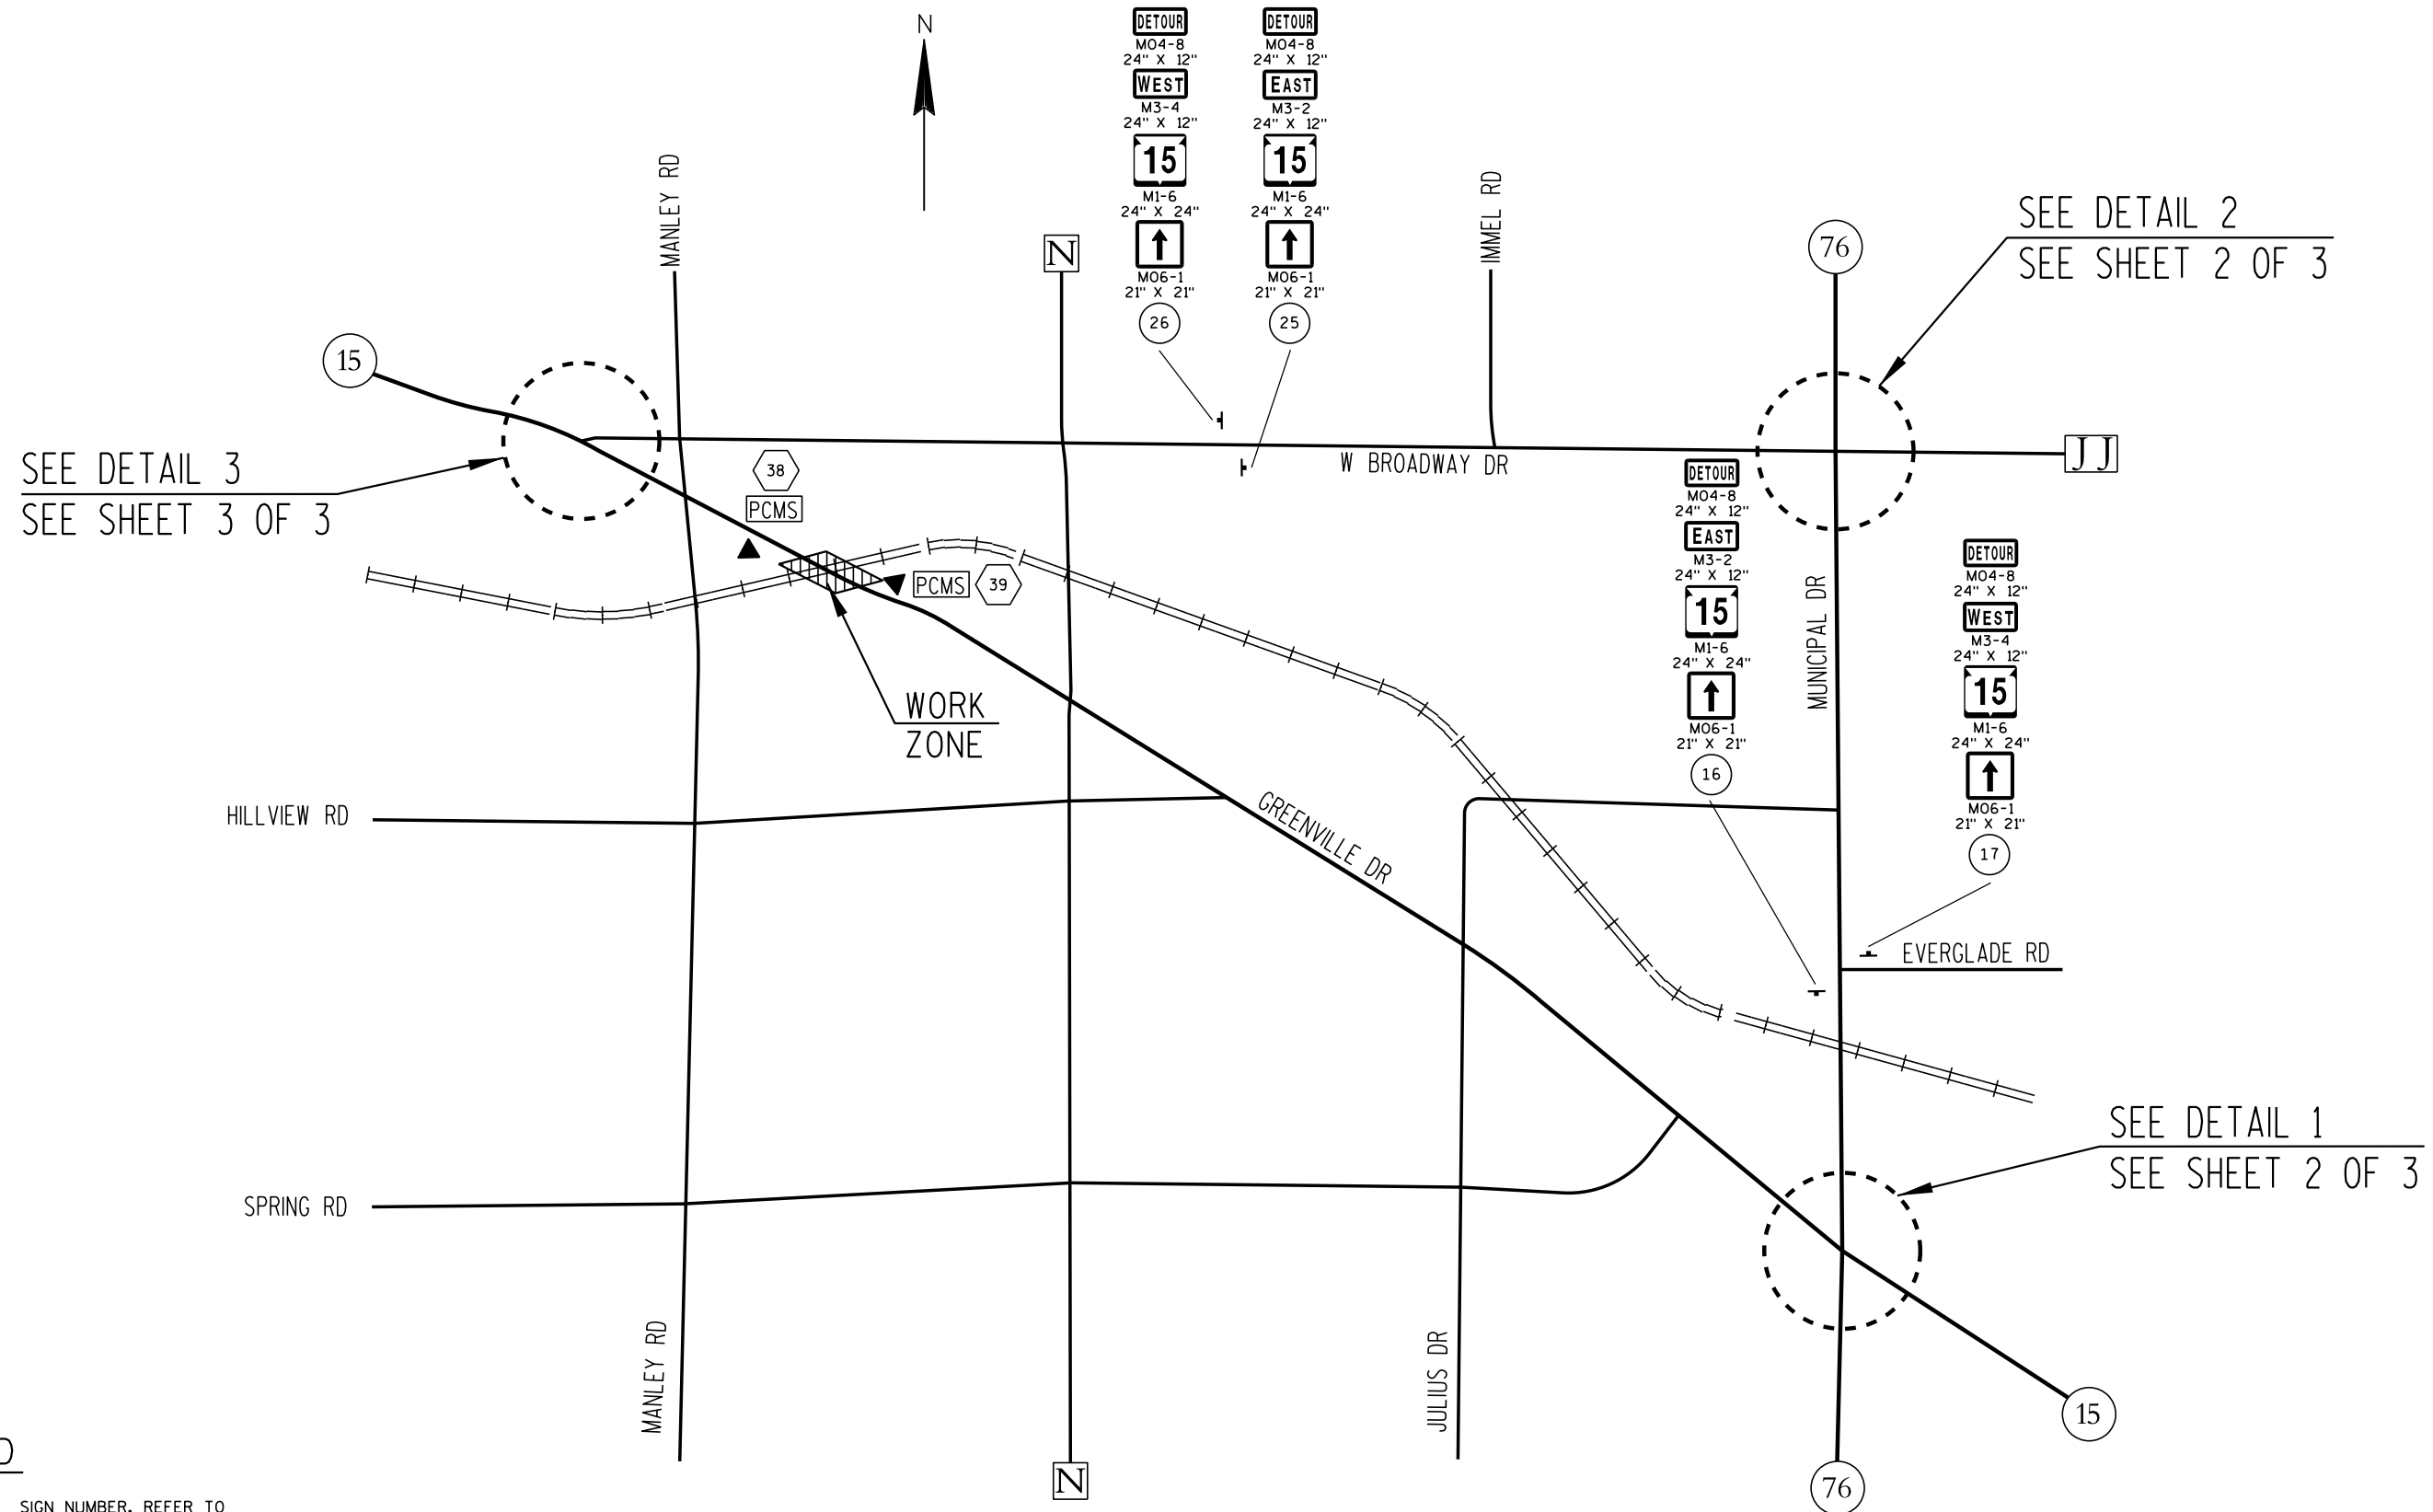 N
DETOUR
M04-8
24" X 12"
WEST
M3-4
24" X 12"
15
M1-6
24" X 24"
M06-1
21" X 21"
26
DETOUR
M04-8
24" X 12"
EAST
M3-2
24" X 12"
15
M1-6
24" X 24"
M06-1
21" X 21"
25
MANLEY RD
N
IMMEL RD
76
SEE DETAIL 2
SEE SHEET 2 OF 3
15
SEE DETAIL 3
SEE SHEET 3 OF 3
38
PCMS
W BROADWAY DR
JJ
PCMS
39
WORK
ZONE
DETOUR
M04-8
24" X 12"
EAST
M3-2
24" X 12"
15
M1-6
24" X 24"
M06-1
21" X 21"
16
MUNICIPAL DR
DETOUR
M04-8
24" X 12"
WEST
M3-4
24" X 12"
15
M1-6
24" X 24"
M06-1
21" X 21"
17
HILLVIEW RD
GREENVILLE DR
EVERGLADE RD
SEE DETAIL 1
SEE SHEET 2 OF 3
SPRING RD
MANLEY RD
JULIUS DR
15
N
76
D
SIGN NUMBER. REFER TO